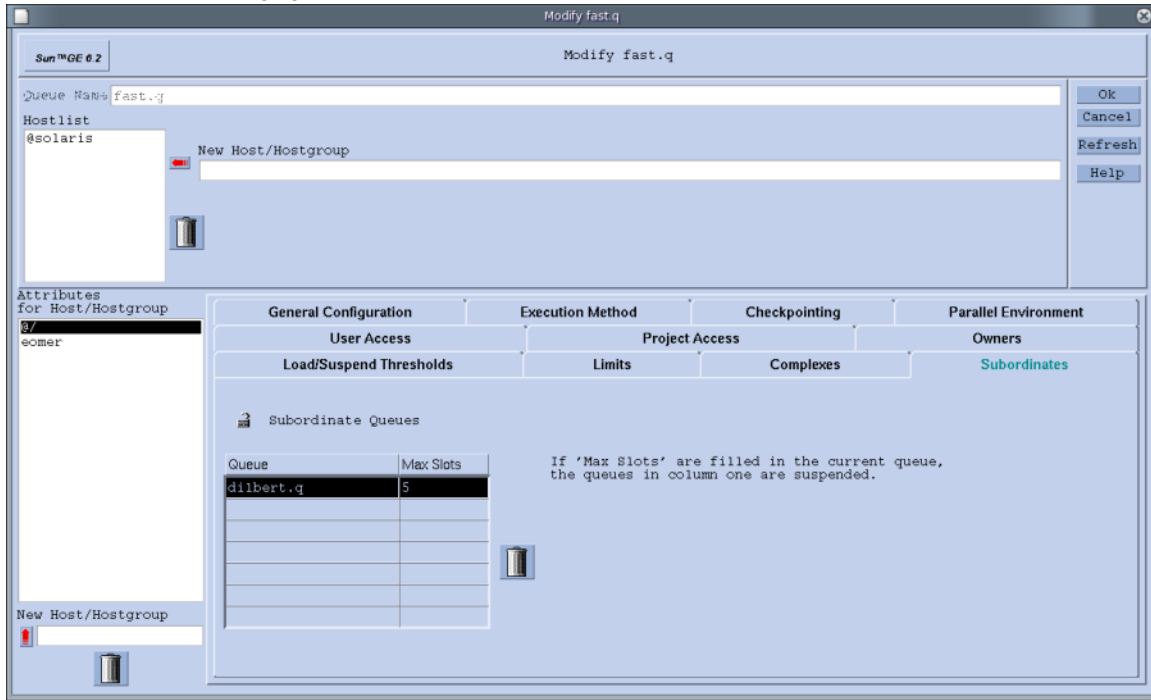 Modify fast.q
Sun™GE 6.2
Modify fast.q
Queue Name fast.q
Hostlist
@solaris
New Host/Hostgroup
Ok
Cancel
Refresh
Help
Attributes
for Host/Hostgroup
@/
eomer
New Host/Hostgroup
General Configuration Execution Method Checkpointing Parallel Environment
User Access Project Access Owners
Load/Suspend Thresholds Limits Complexes Subordinates
Subordinate Queues
Queue Max Slots
dilbert.q 5
If 'Max Slots' are filled in the current queue,
the queues in column one are suspended.